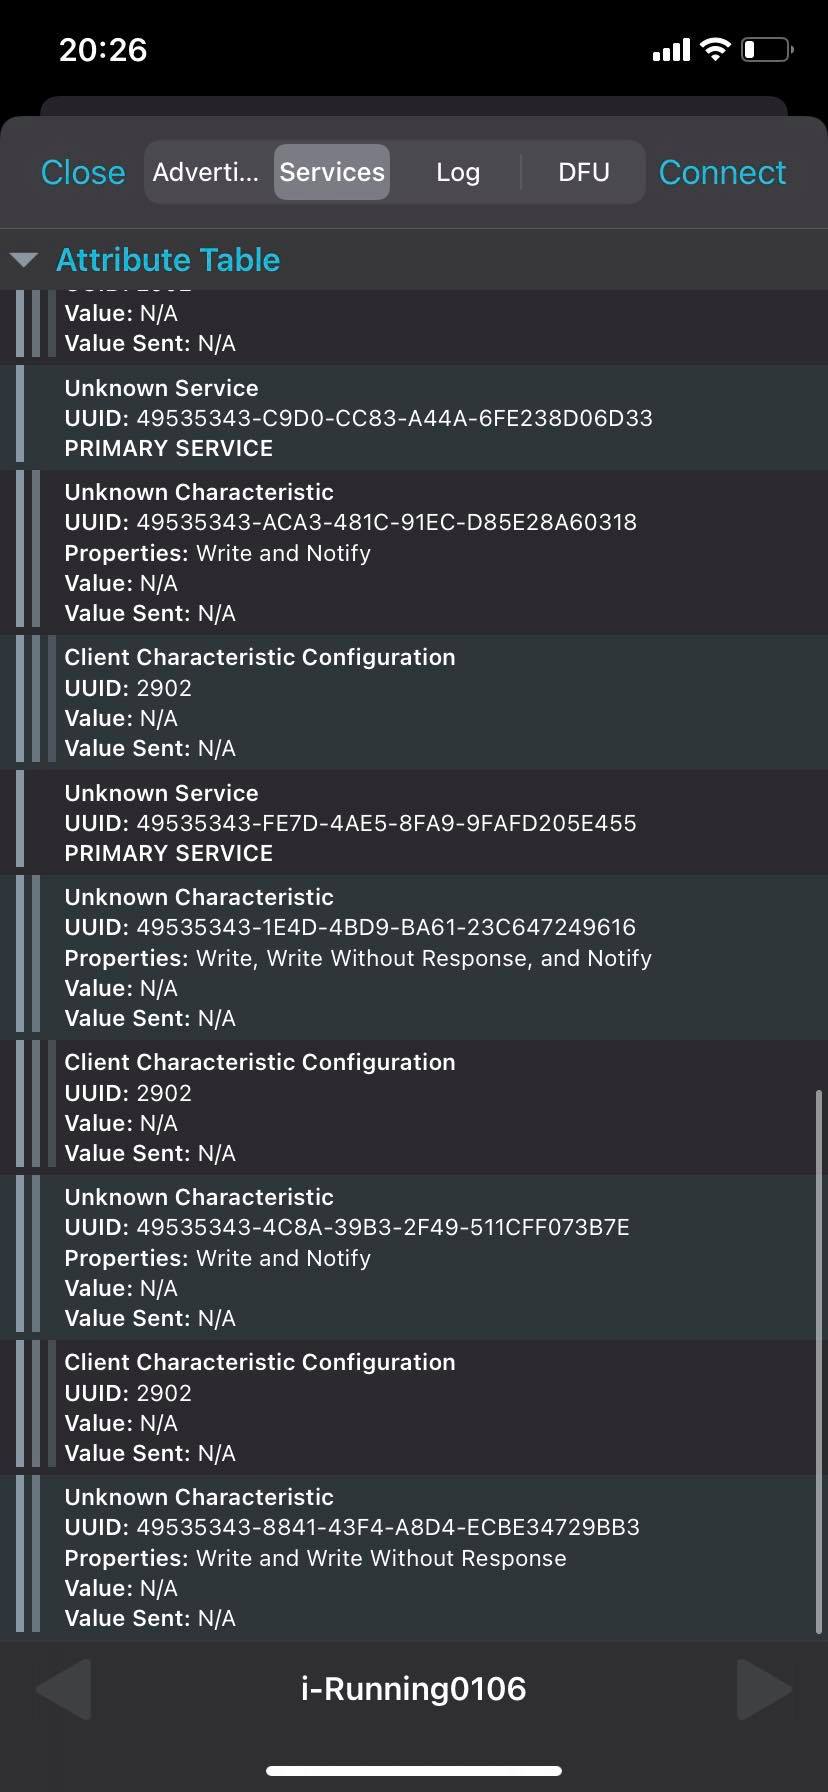 20:26
Close Adverti... Services Log DFU Connect
Attribute Table
Value: N/A
Value Sent: N/A
Unknown Service
UUID: 49535343-C9D0-CC83-A44A-6FE238D06D33
PRIMARY SERVICE
Unknown Characteristic
UUID: 49535343-ACA3-481C-91EC-D85E28A60318
Properties: Write and Notify
Value: N/A
Value Sent: N/A
Client Characteristic Configuration
UUID: 2902
Value: N/A
Value Sent: N/A
Unknown Service
UUID: 49535343-FE7D-4AE5-8FA9-9FAFD205E455
PRIMARY SERVICE
Unknown Characteristic
UUID: 49535343-1E4D-4BD9-BA61-23C647249616
Properties: Write, Write Without Response, and Notify
Value: N/A
Value Sent: N/A
Client Characteristic Configuration
UUID: 2902
Value: N/A
Value Sent: N/A
Unknown Characteristic
UUID: 49535343-4C8A-39B3-2F49-511CFF073B7E
Properties: Write and Notify
Value: N/A
Value Sent: N/A
Client Characteristic Configuration
UUID: 2902
Value: N/A
Value Sent: N/A
Unknown Characteristic
UUID: 49535343-8841-43F4-A8D4-ECBE34729BB3
Properties: Write and Write Without Response
Value: N/A
Value Sent: N/A
i-Running0106